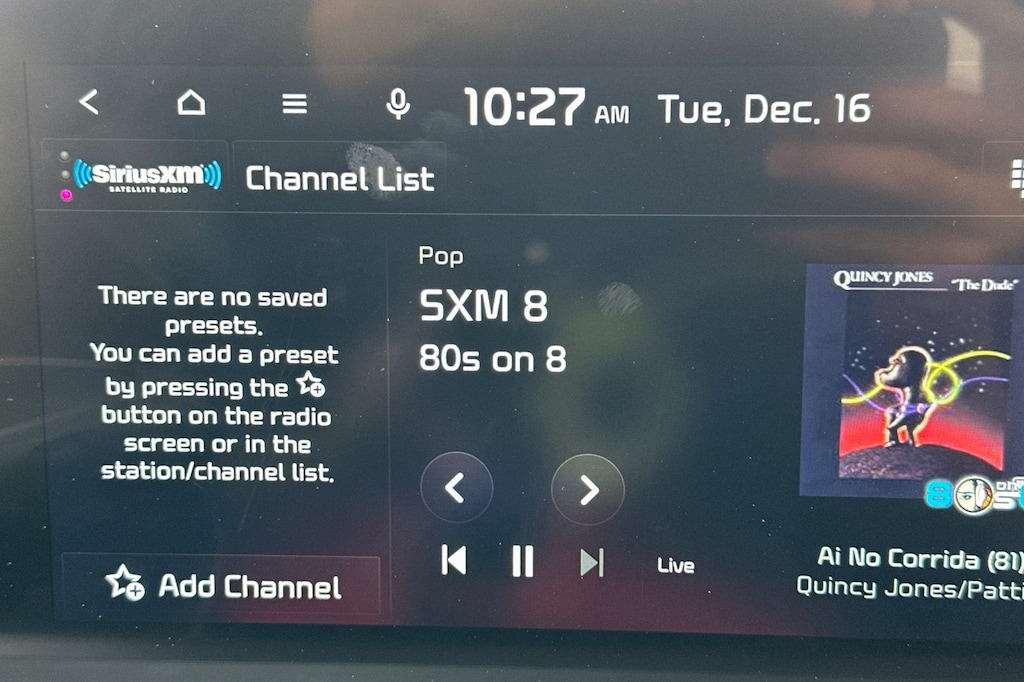 10:27 AM Tue, Dec. 16
SiriusXM
SATELLITE RADIO
Channel List
There are no saved
presets.
You can add a preset
by pressing the
button on the radio
screen or in the
station/channel list.
Add Channel
Pop
SXM 8
80s on 8
Live
QUINCY JONES "The Dude"
80s on
Ai No Corrida (81)
Quincy Jones/Patti